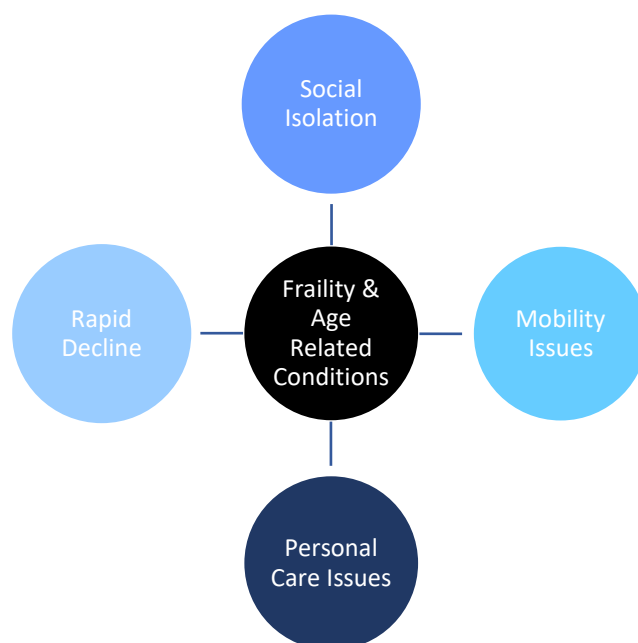 Social
Isolation
Rapid
Decline
Fraility &
Age
Related
Conditions
Mobility
Issues
Personal
Care Issues